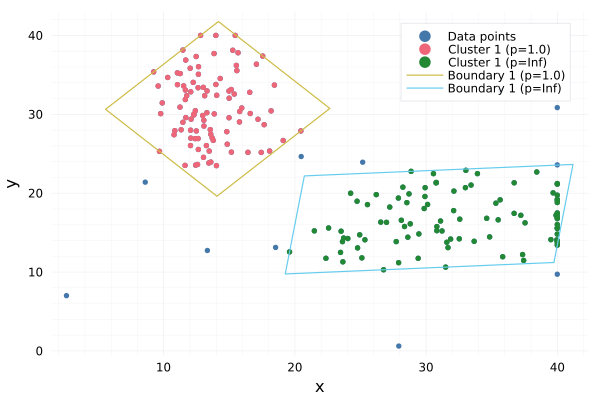 40
30
20
10
0
y
10
20
30
40
x
Data points
Cluster 1 (p=1.0)
Cluster 1 (p=Inf)
Boundary 1 (p=1.0)
Boundary 1 (p=Inf)